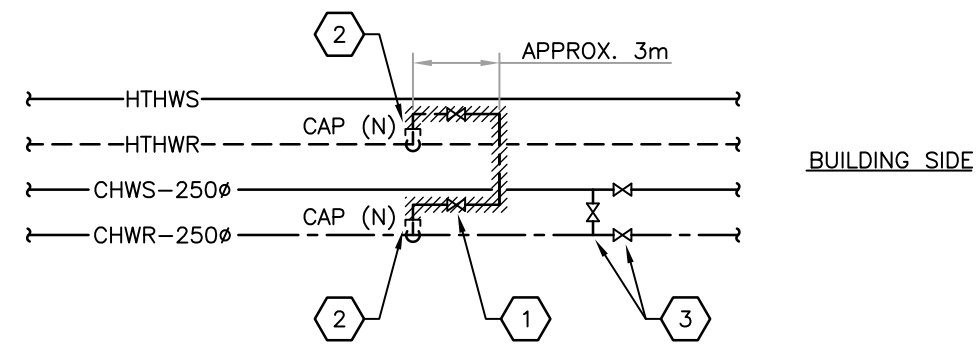 2
APPROX. 3m
HTHWS
CAP (N)
HTHWR
BUILDING SIDE
CHWS-250ø
CAP (N)
CHWR-250ø
2
1
3